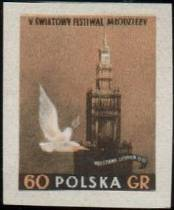 V ŚWIATOWY FESTIWAL MŁODZIEŻY
60 POLSKA GR